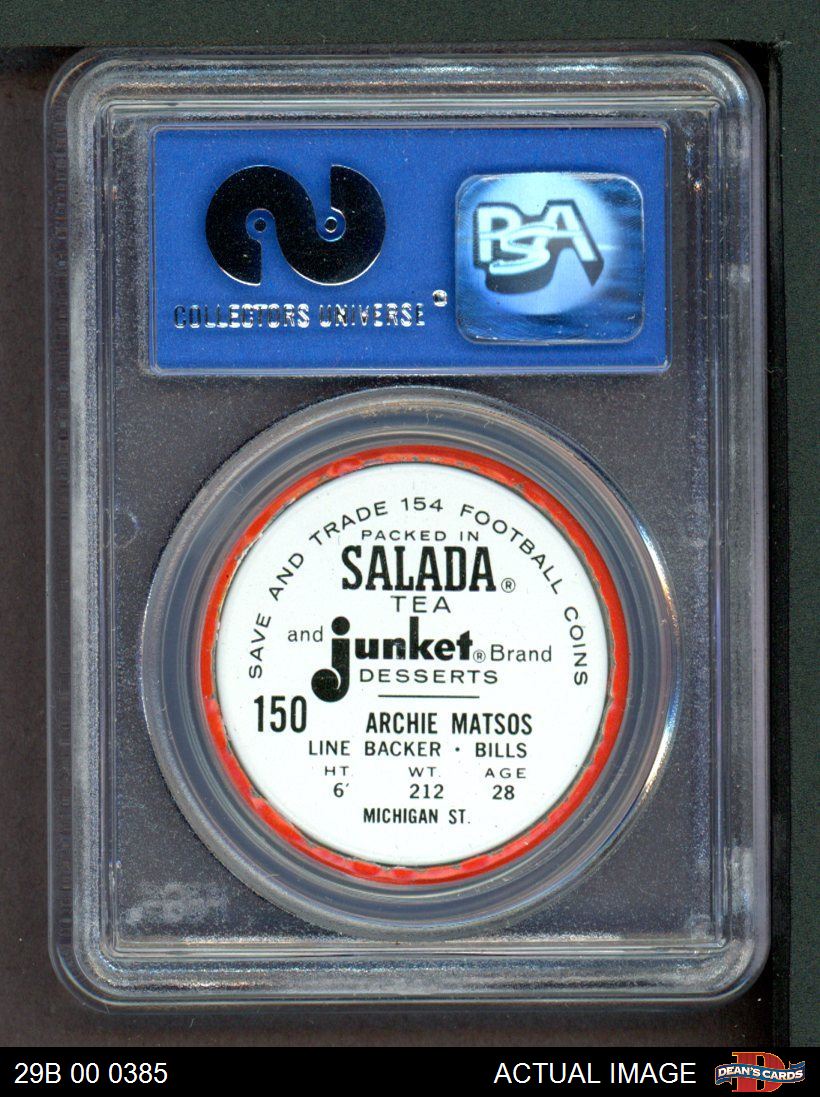 COLLECTORS UNIVERSE
PSA
SAVE AND TRADE 154 FOOTBALL COINS
PACKED IN
SALADA®
TEA
and junket® Brand
DESSERTS
150 ARCHIE MATSOS
LINE BACKER · BILLS
HT. WT. AGE
6' 212 28
MICHIGAN ST.
29B 00 0385
ACTUAL IMAGE
DEAN'S CARDS